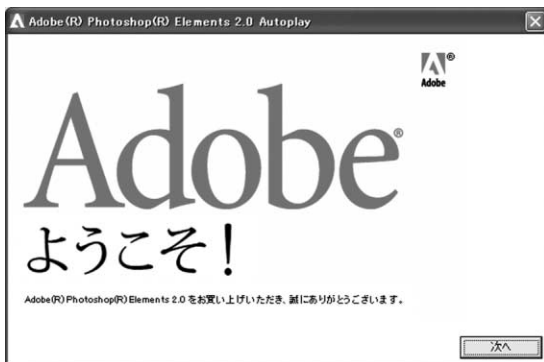 Adobe(R) Photoshop(R) Elements 2.0 Autoplay
Adobe
Adobe
ようこそ!
Adobe(R) Photoshop(R) Elements 2.0 をお買い上げいただき、誠にありがとうございます。
次へ